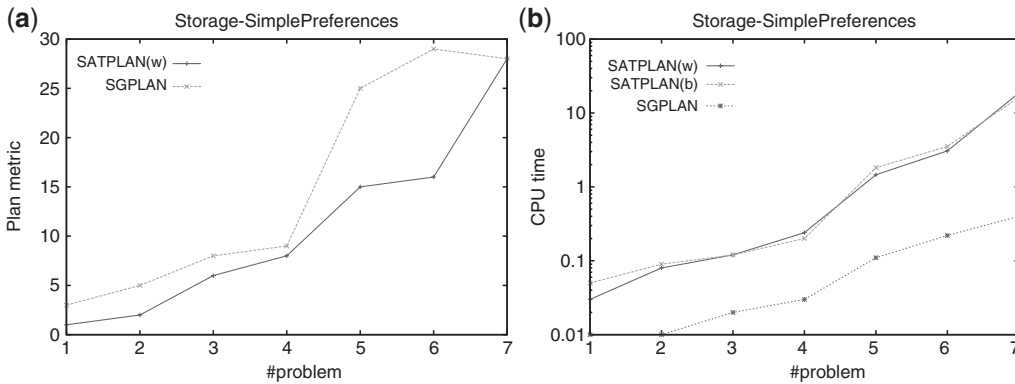 (a)
Storage-SimplePreferences
30
25
20
15
10
5
0
Plan metric
SATPLAN(w)
SGPLAN
1 2 3 4 5 6 7
#problem
(b)
Storage-SimplePreferences
100
10
1
0.1
0.01
CPU time
SATPLAN(w)
SATPLAN(b)
SGPLAN
1 2 3 4 5 6 7
#problem